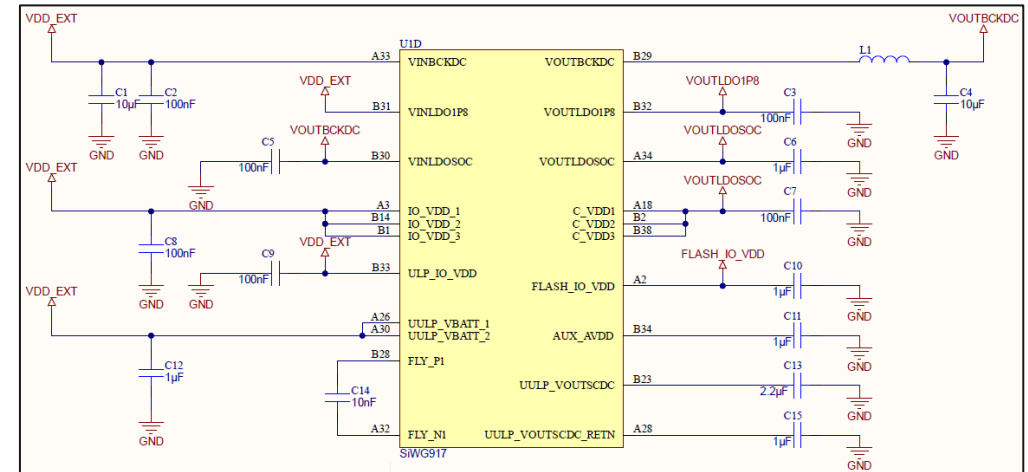 VDD_EXT
VOUTBCKDC
U1D
L1
A33 VINBCKDC VOUTBCKDC B29
C1
10µF
C2
100nF
C4
10µF
GND GND GND
VDD_EXT
B31 VINLDO1P8 VOUTLDO1P8 B32
VOUTLDO1P8
C3
100nF
GND
VOUTBCKDC
C5
100nF
GND
B30 VINLDOSOC VOUTLDOSOC A34
VOUTLDOSOC
C6
1µF
GND
VDD_EXT
A3 IO_VDD_1 C_VDD1 A18
B14 IO_VDD_2 C_VDD2 B2
B1 IO_VDD_3 C_VDD3 B38
VOUTLDOSOC
C7
100nF
GND
C8
100nF
GND
VDD_EXT
C9
100nF
GND
B33 ULP_IO_VDD
FLASH_IO_VDD
FLASH_IO_VDD A2
C10
1µF
GND
VDD_EXT
A26 UULP_VBATT_1
A30 UULP_VBATT_2
AUX_AVDD B34
C11
1µF
GND
C12
1µF
GND
B28 FLY_P1
C14
10nF
A32 FLY_N1
UULP_VOUTSCDC B23
C13
2.2µF
GND
UULP_VOUTSCDC_RETN A28
C15
1µF
GND
SiWG917